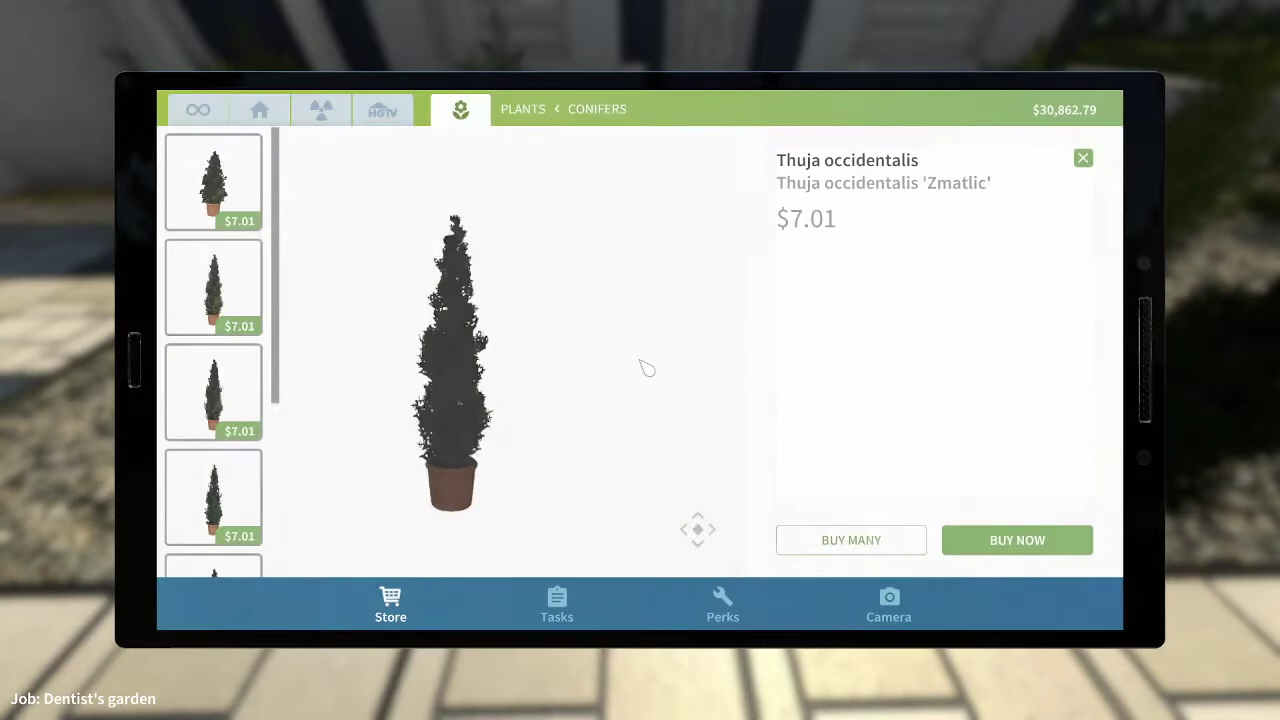 HGTV
PLANTS < CONIFERS
$30,862.79
$7.01
$7.01
$7.01
$7.01
Thuja occidentalis
Thuja occidentalis 'Zmatlic'
$7.01
BUY MANY
BUY NOW
Store
Tasks
Perks
Camera
Job: Dentist's garden